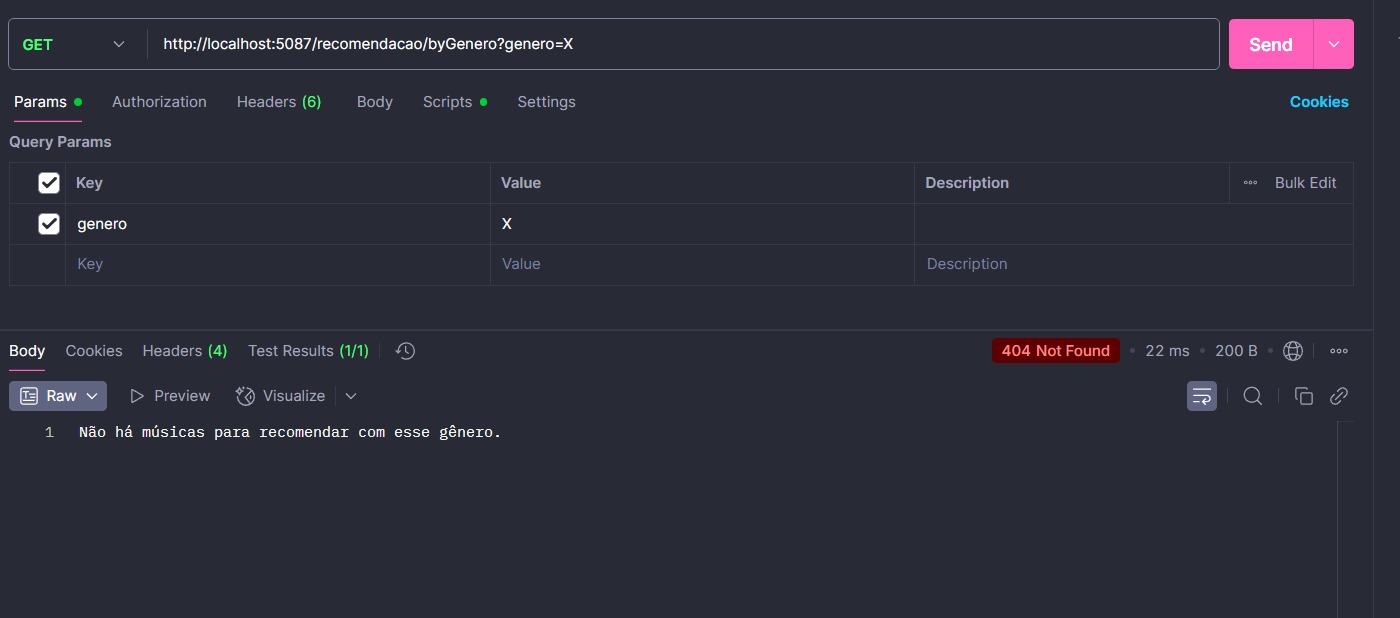 GET http://localhost:5087/recomendacao/byGenero?genero=X Send
Params Authorization Headers (6) Body Scripts Settings Cookies
Query Params
Key Value Description Bulk Edit
genero X
Key Value Description
Body Cookies Headers (4) Test Results (1/1) 404 Not Found • 22 ms • 200 B •
Raw Preview Visualize
1 Não há músicas para recomendar com esse gênero.